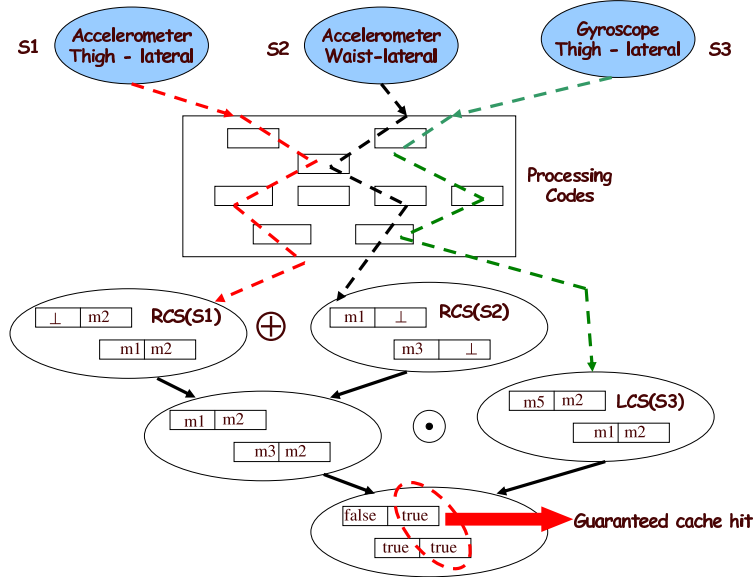 S1
Accelerometer
Thigh - lateral
S2
Accelerometer
Waist-lateral
Gyroscope
Thigh - lateral
S3
Processing
Codes
⊥ m2
m1 m2
RCS(S1)
⊕
m1 ⊥
m3 ⊥
RCS(S2)
m1 m2
m3 m2
⊙
m5 m2
m1 m2
LCS(S3)
false true
true true
Guaranteed cache hit